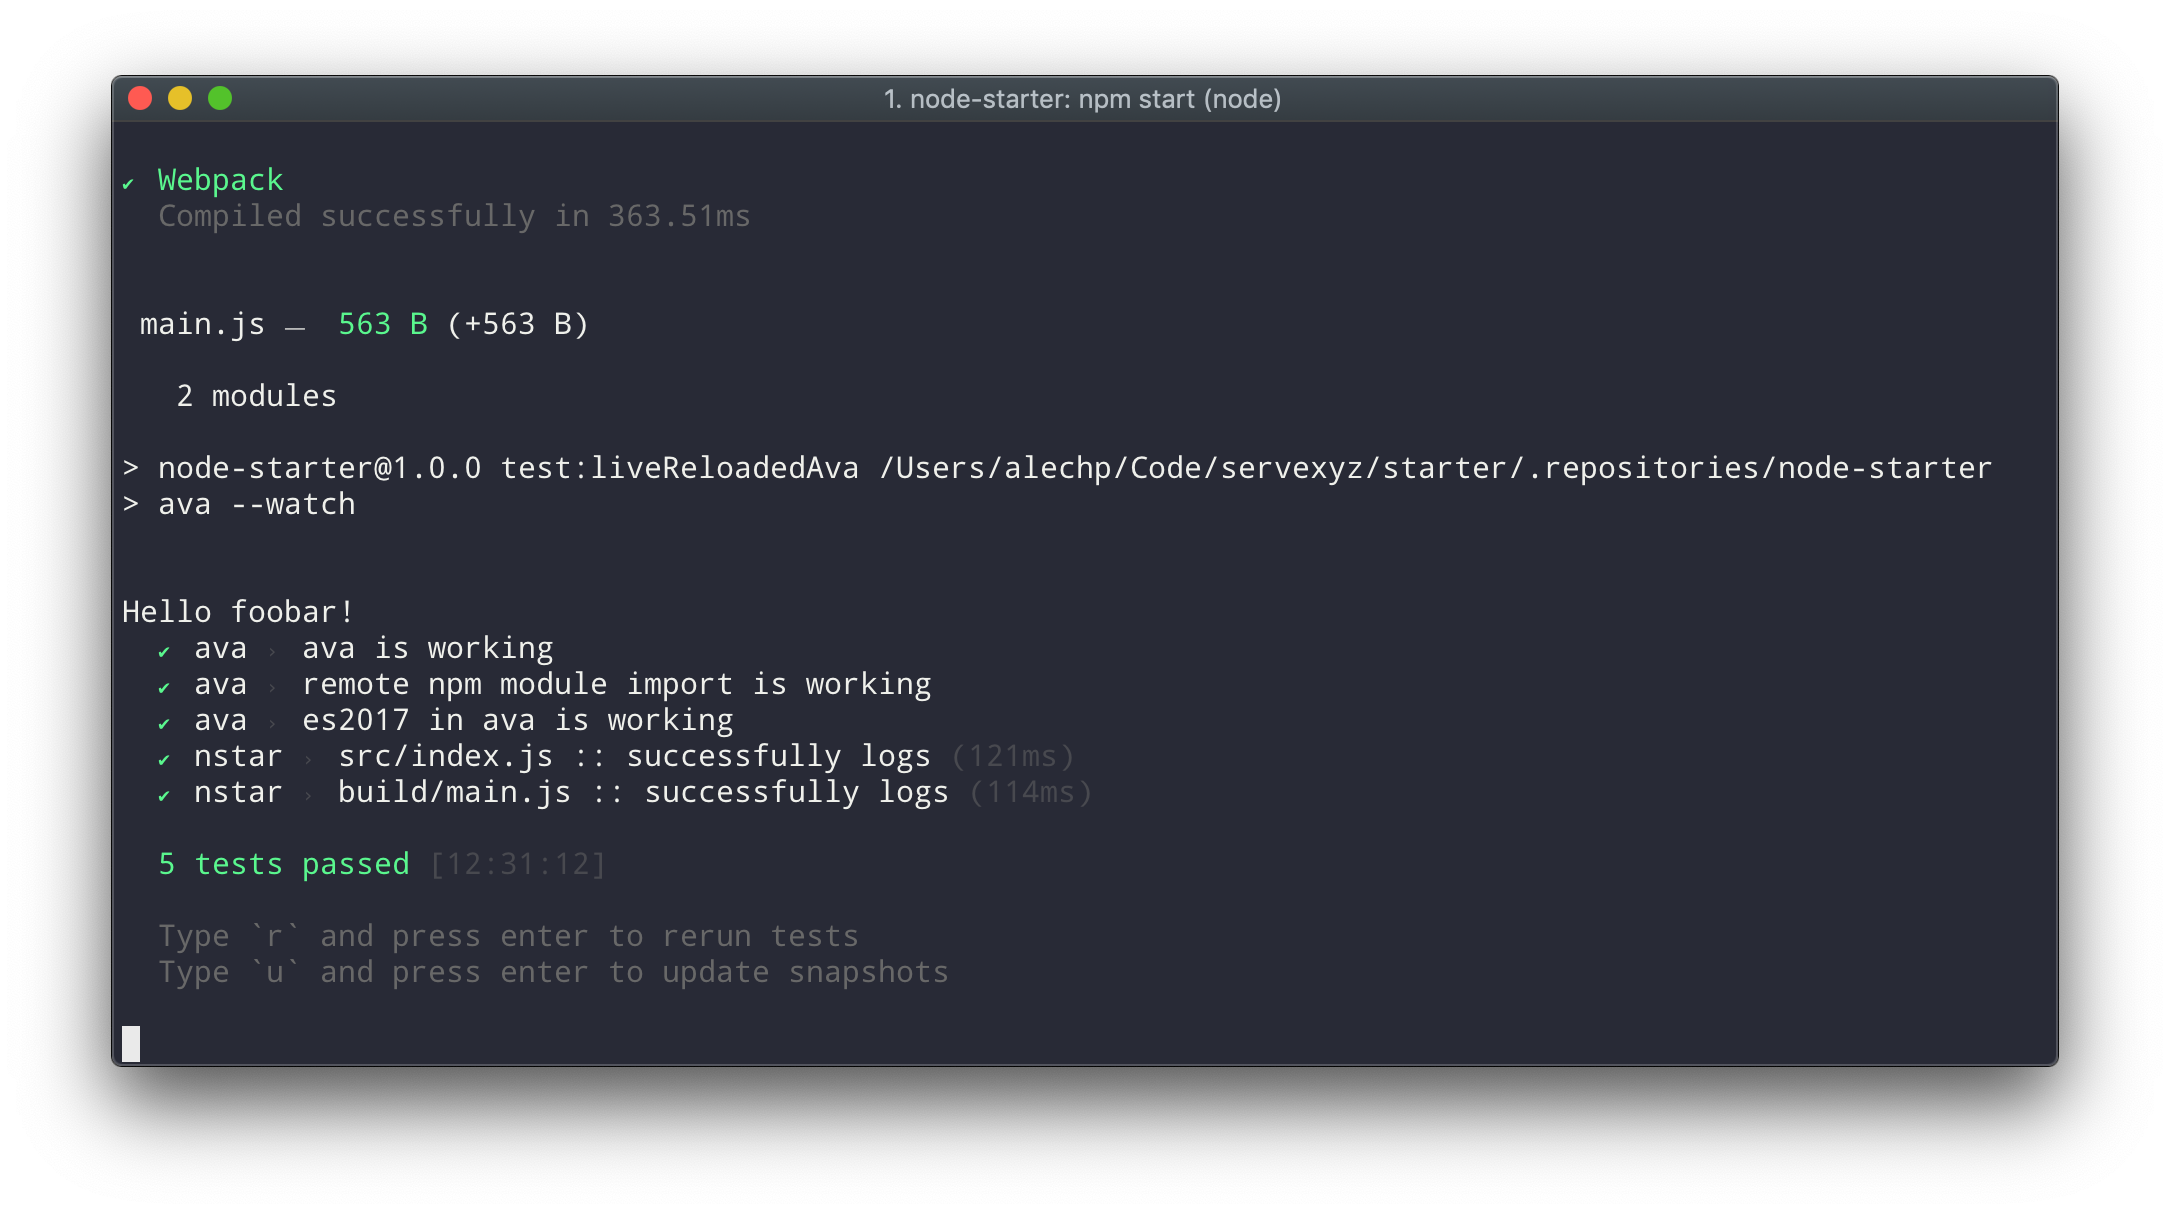 1. node-starter: npm start (node)
✔ Webpack
Compiled successfully in 363.51ms
main.js — 563 B (+563 B)
2 modules
> node-starter@1.0.0 test:liveReloadedAva /Users/alechp/Code/servexyz/starter/.repositories/node-starter
> ava --watch
Hello foobar!
✔ ava › ava is working
✔ ava › remote npm module import is working
✔ ava › es2017 in ava is working
✔ nstar › src/index.js :: successfully logs (121ms)
✔ nstar › build/main.js :: successfully logs (114ms)
5 tests passed [12:31:12]
Type `r` and press enter to rerun tests
Type `u` and press enter to update snapshots